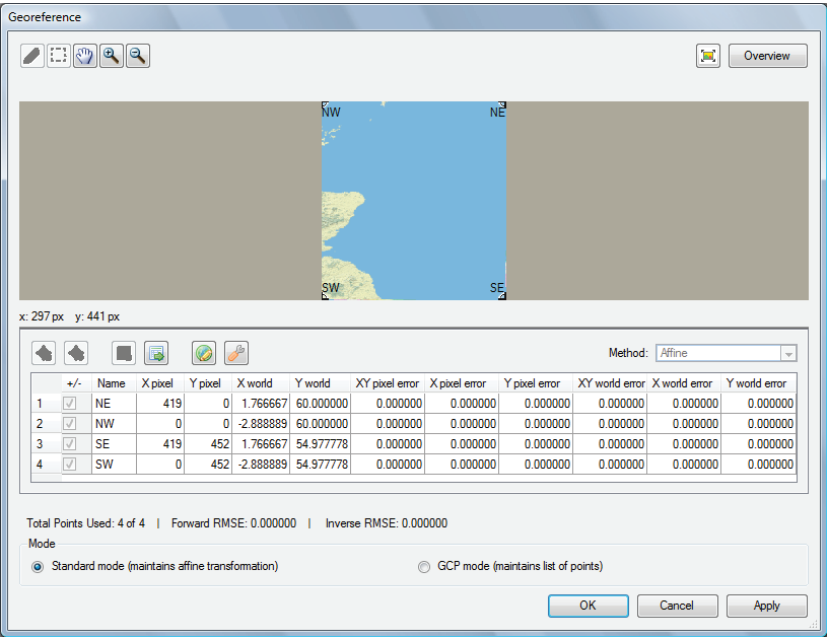 Georeference
Overview
NW NE
SW SE
x: 297 px y: 441 px
Method: Affine
+/- Name X pixel Y pixel X world Y world XY pixel error X pixel error Y pixel error XY world error X world error Y world error
1 NE 419 0 1.766667 60.000000 0.000000 0.000000 0.000000 0.000000 0.000000 0.000000
2 NW 0 0 -2.888889 60.000000 0.000000 0.000000 0.000000 0.000000 0.000000 0.000000
3 SE 419 452 1.766667 54.977778 0.000000 0.000000 0.000000 0.000000 0.000000 0.000000
4 SW 0 452 -2.888889 54.977778 0.000000 0.000000 0.000000 0.000000 0.000000 0.000000
Total Points Used: 4 of 4 | Forward RMSE: 0.000000 | Inverse RMSE: 0.000000
Mode
Standard mode (maintains affine transformation) GCP mode (maintains list of points)
OK Cancel Apply